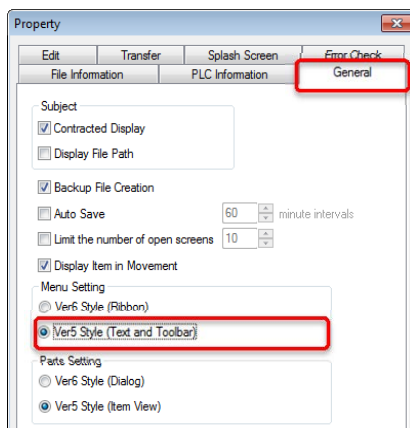 Property
Edit Transfer Splash Screen Error Check
File Information PLC Information General
Subject
Contracted Display
Display File Path
Backup File Creation
Auto Save 60 minute intervals
Limit the number of open screens 10
Display Item in Movement
Menu Setting
Ver6 Style (Ribbon)
Ver5 Style (Text and Toolbar)
Parts Setting
Ver6 Style (Dialog)
Ver5 Style (Item View)